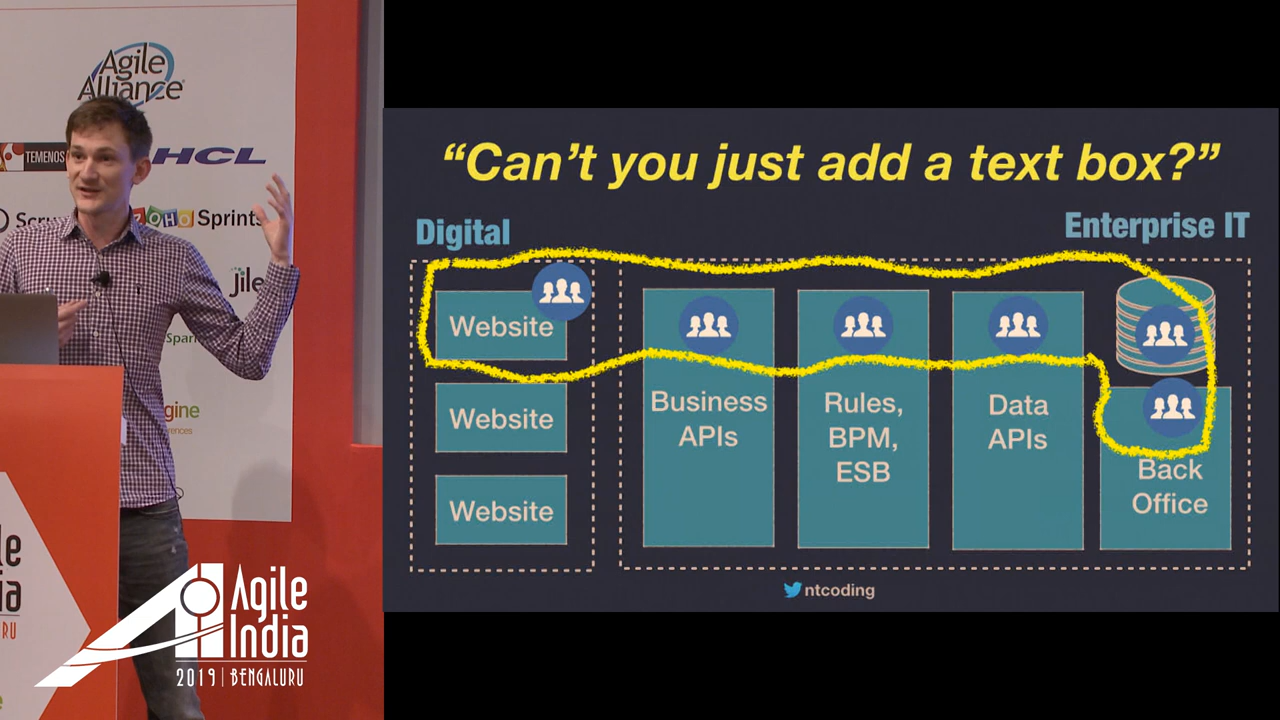 Agile
Alliance
TEMENOS
HCL
ZOHO Sprints
jile
“Can’t you just add a text box?”
Digital
Enterprise IT
Website
Website
Website
Business
APIs
Rules,
BPM,
ESB
Data
APIs
Back
Office
ntcoding
Agile
India
2019 | BENGALURU